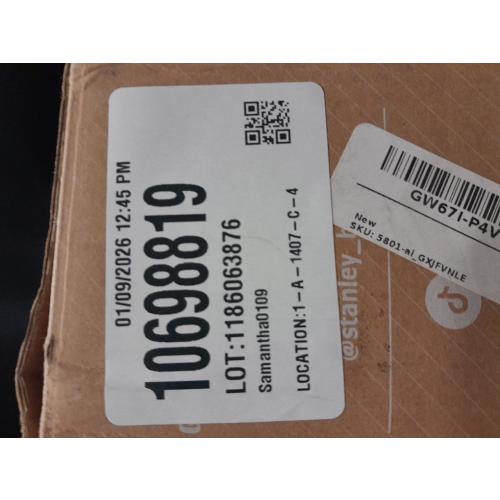 01/09/2026 12:45 PM
10698819
LOT:1186063876
Samantha0109
LOCATION:1-A-1407-C-4
GW67I-P4V
New
SKU: 5801-al_GXJFVNLE
@stanley_b